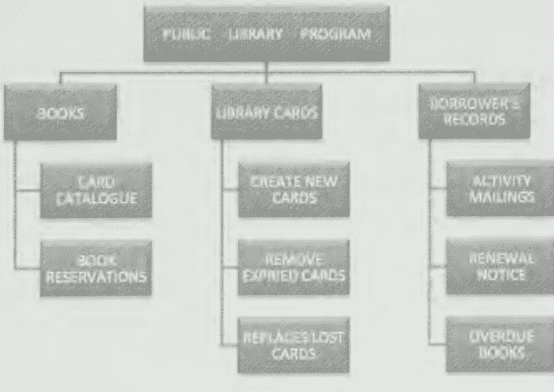 PUBLIC LIBRARY PROGRAM
BOOKS
LIBRARY CARDS
BORROWER'S
RECORDS
CARD
CATALOGUE
CREATE NEW
CARDS
ACTIVITY
MAILINGS
BOOK
RESERVATIONS
REMOVE
EXPRIED CARDS
RENEWAL
NOTICE
REPLACES LOST
CARDS
OVERDUE
BOOKS